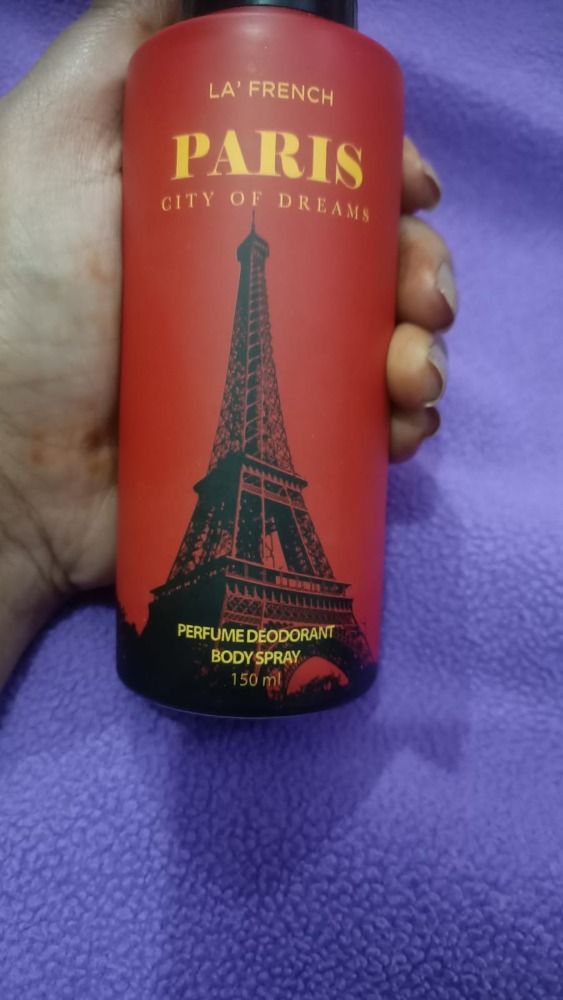 LA' FRENCH
PARIS
CITY OF DREAMS
PERFUME DEODORANT
BODY SPRAY
150 ml